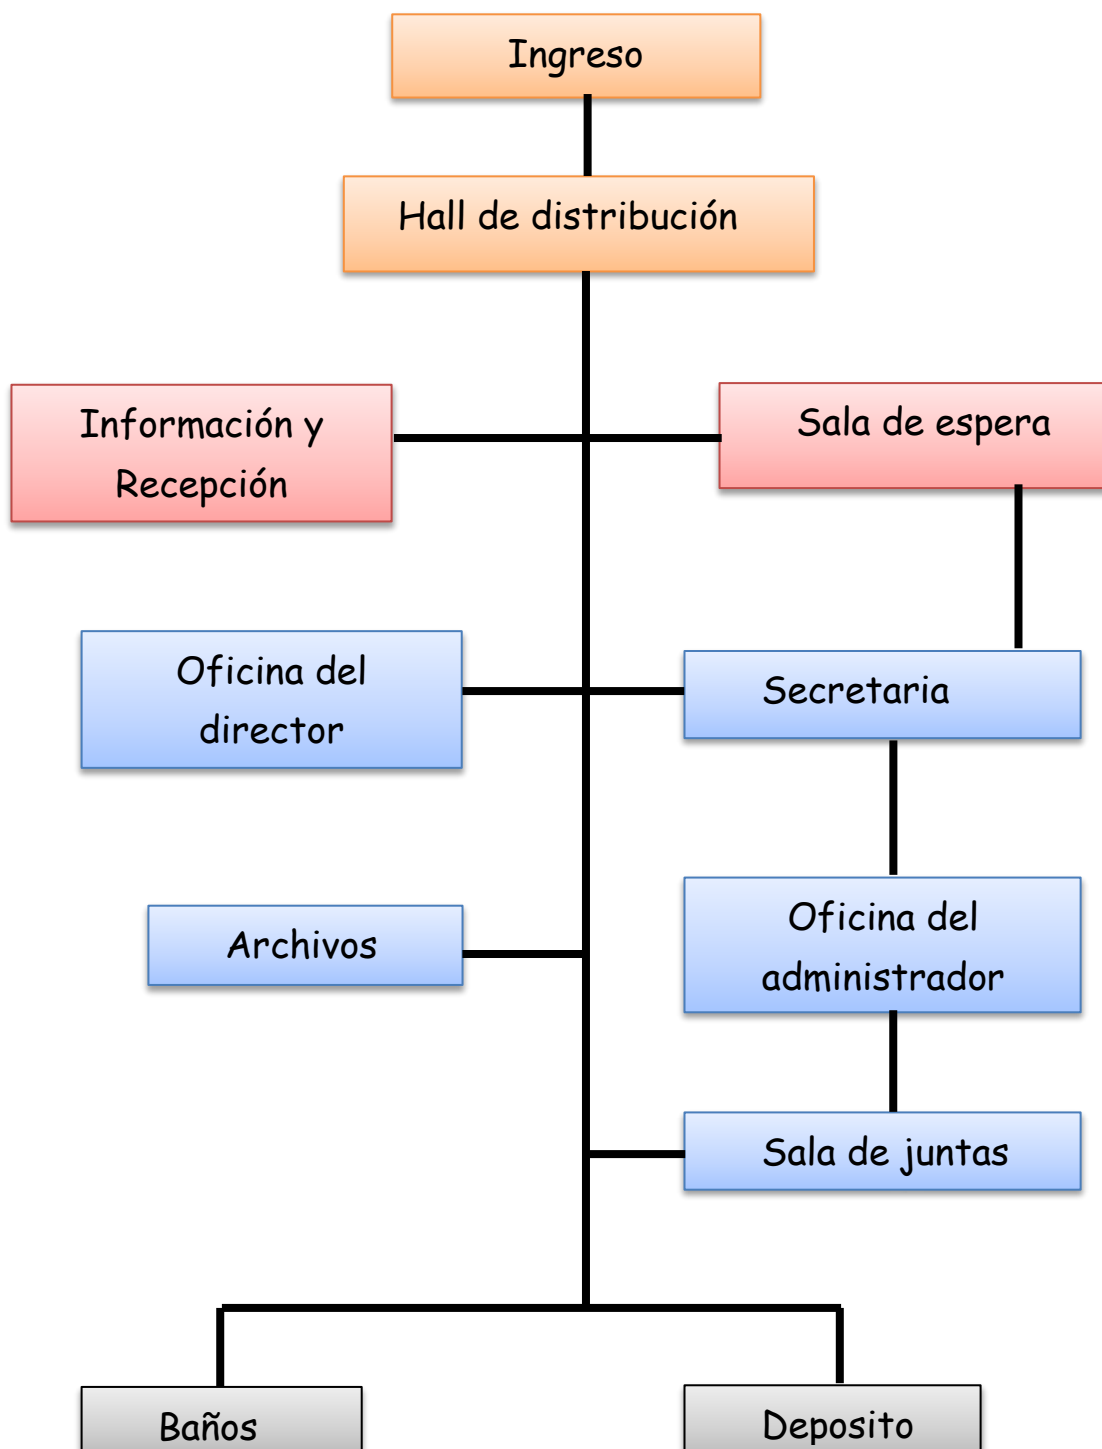 Ingreso
Hall de distribución
Información y
Recepción
Sala de espera
Oficina del
director
Secretaria
Archivos
Oficina del
administrador
Sala de juntas
Baños
Deposito